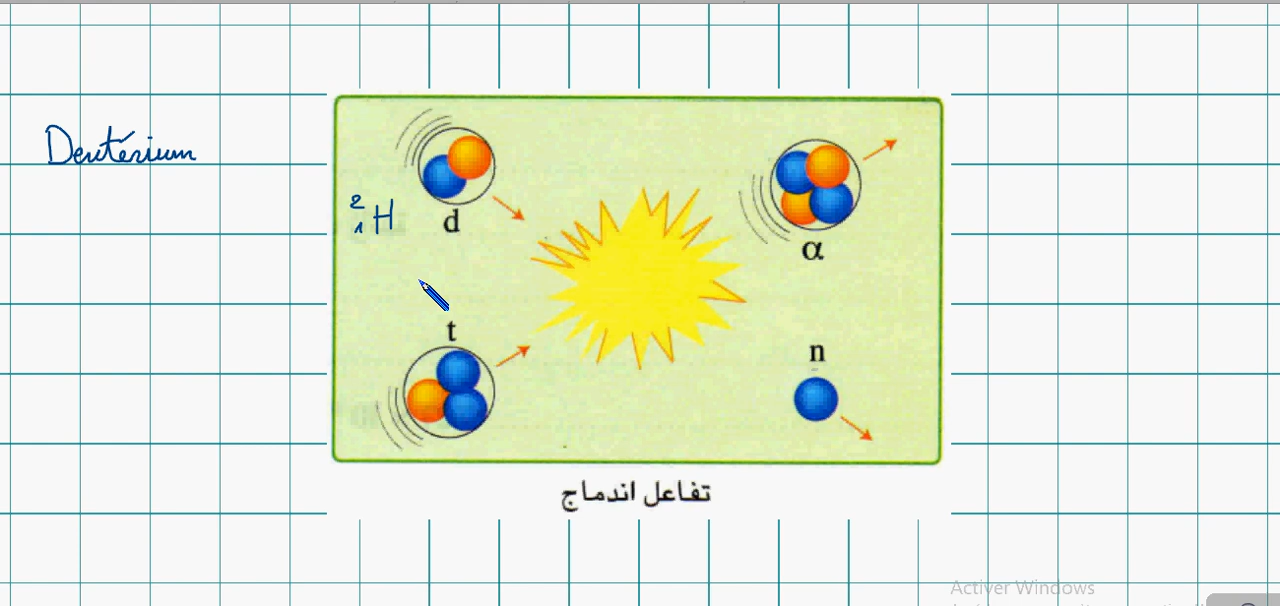 Deutérium
d
²₁H
α
t
n
تفاعل اندماج
Activer Windows